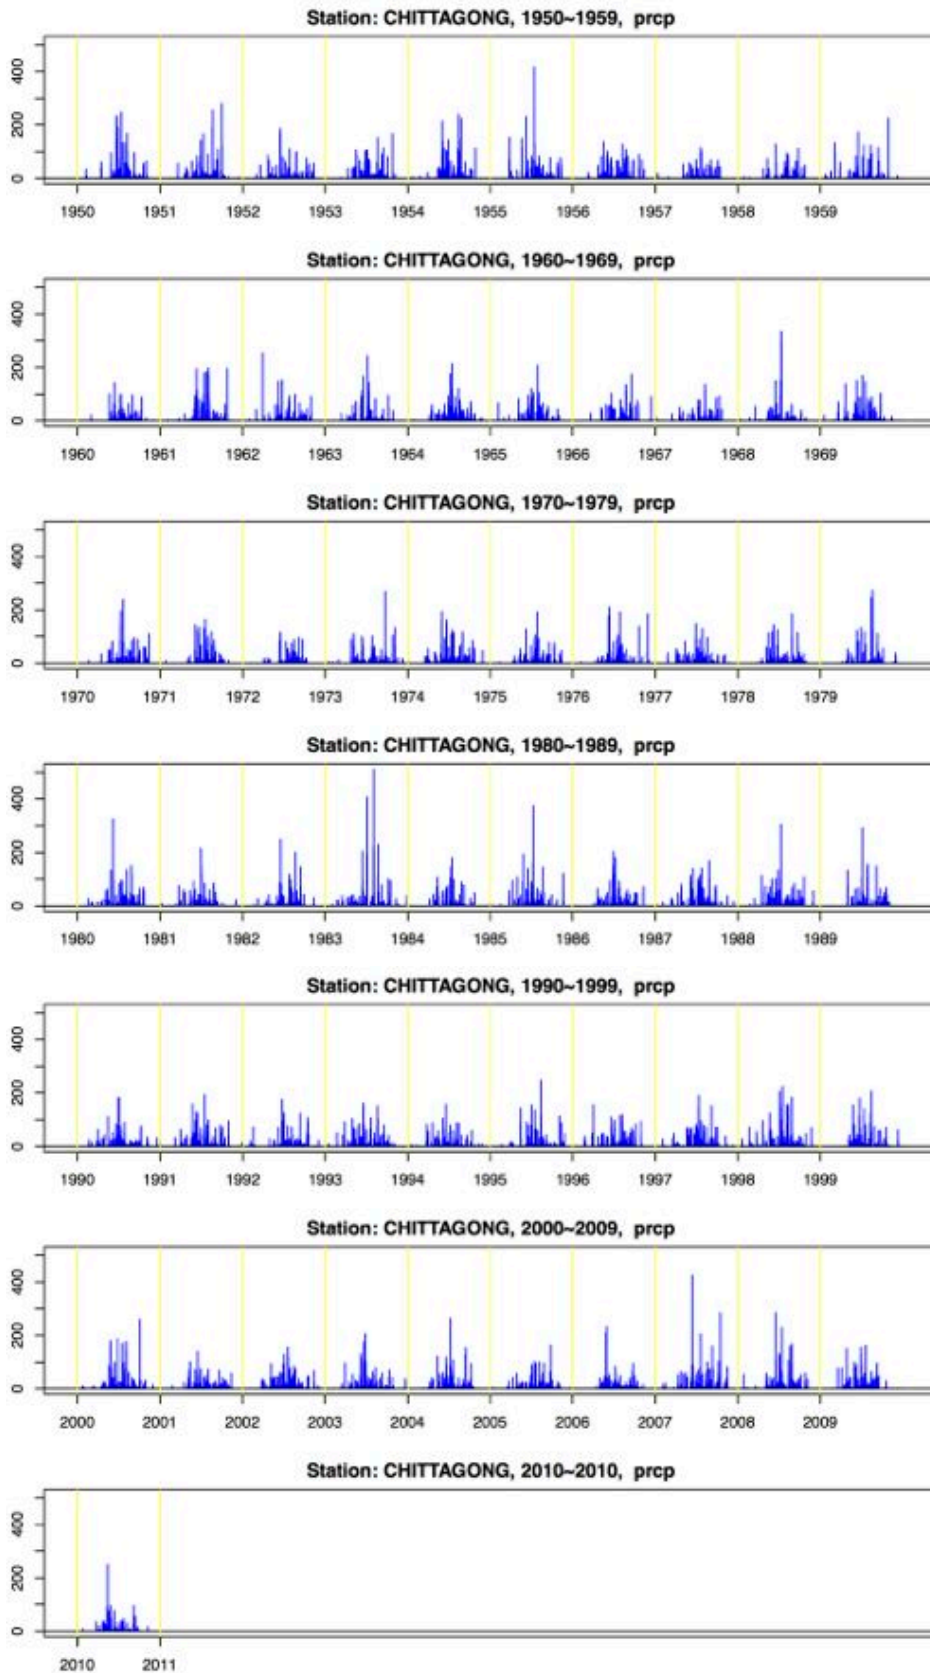 Station: CHITTAGONG, 1950~1959, prcp
400
200
0
1950 1951 1952 1953 1954 1955 1956 1957 1958 1959
Station: CHITTAGONG, 1960~1969, prcp
400
200
0
1960 1961 1962 1963 1964 1965 1966 1967 1968 1969
Station: CHITTAGONG, 1970~1979, prcp
400
200
0
1970 1971 1972 1973 1974 1975 1976 1977 1978 1979
Station: CHITTAGONG, 1980~1989, prcp
400
200
0
1980 1981 1982 1983 1984 1985 1986 1987 1988 1989
Station: CHITTAGONG, 1990~1999, prcp
400
200
0
1990 1991 1992 1993 1994 1995 1996 1997 1998 1999
Station: CHITTAGONG, 2000~2009, prcp
400
200
0
2000 2001 2002 2003 2004 2005 2006 2007 2008 2009
Station: CHITTAGONG, 2010~2010, prcp
400
200
0
2010 2011